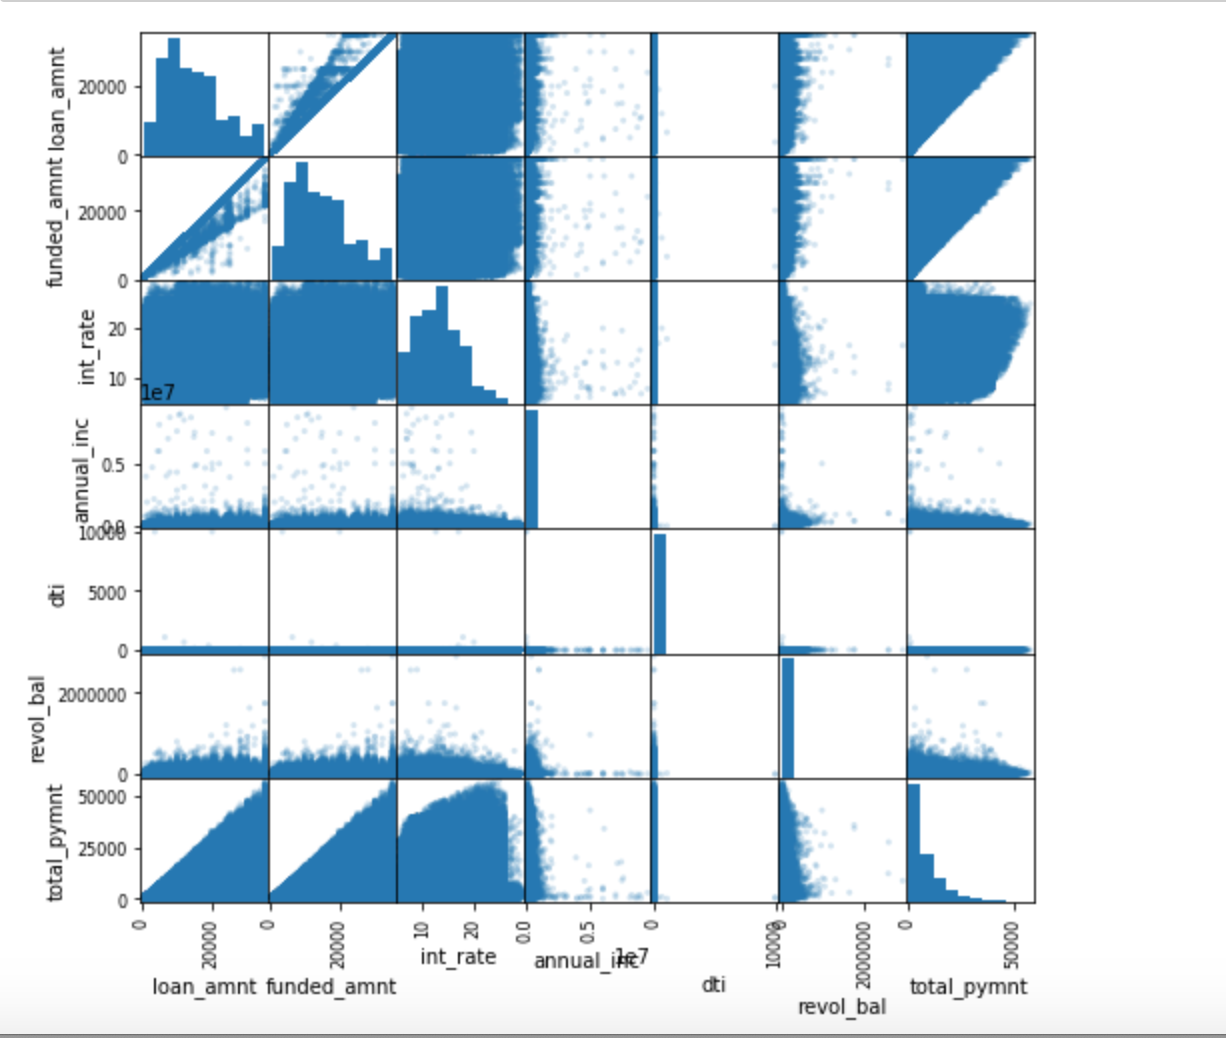 loan_amnt
20000
0
funded_amnt
20000
0
int_rate
20
10
1e7
annual_inc
0.5
0.0
dti
10000
5000
0
revol_bal
2000000
0
total_pymnt
50000
25000
0
0 20000 0 20000 10 20 0.0 0.5 0 10000 0 2000000 0 50000
int_rate annual_inc 1e7
loan_amnt funded_amnt dti total_pymnt
revol_bal